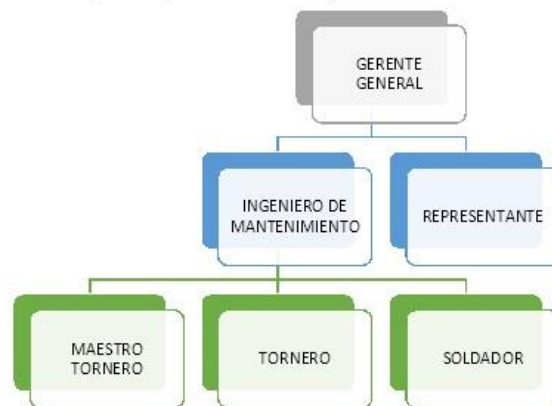 GERENTE
GENERAL
INGENIERO DE
MANTENIMIENTO
REPRESENTANTE
MAESTRO
TORNERO
TORNERO
SOLDADOR